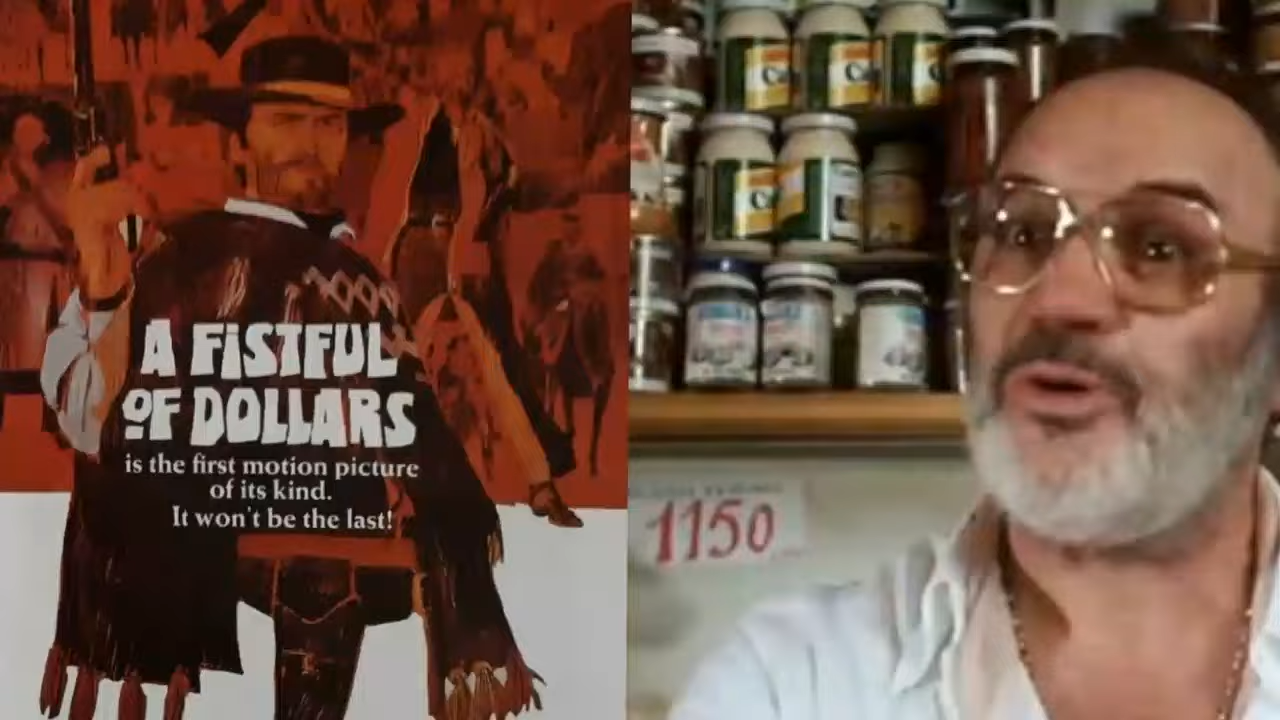 A FiSTFUL
OF DOLLARS
is the first motion picture
of its kind.
It won't be the last!
1150